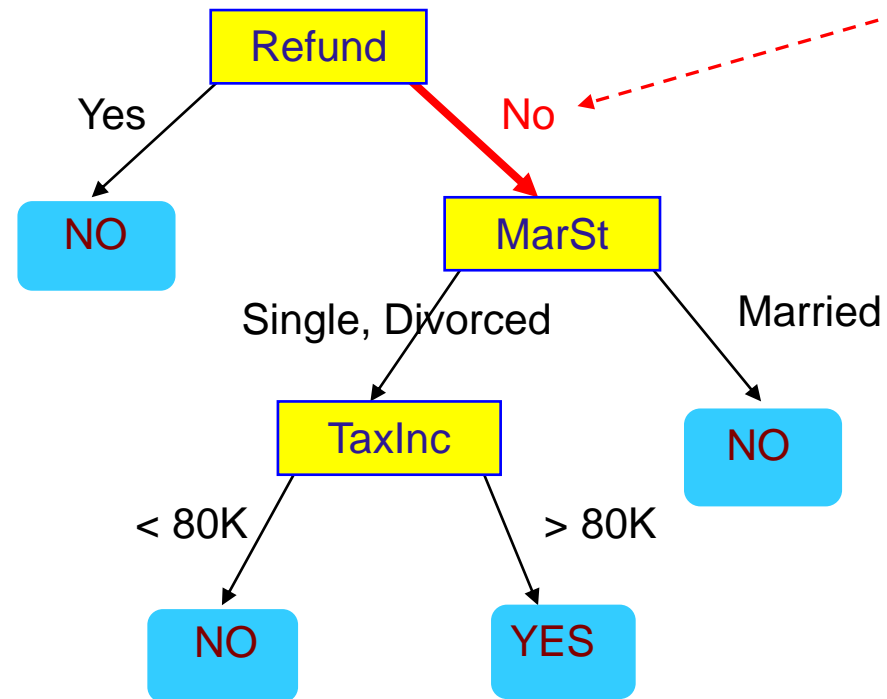 Refund
Yes
No
NO
MarSt
Single, Divorced
Married
TaxInc
NO
< 80K
> 80K
NO
YES